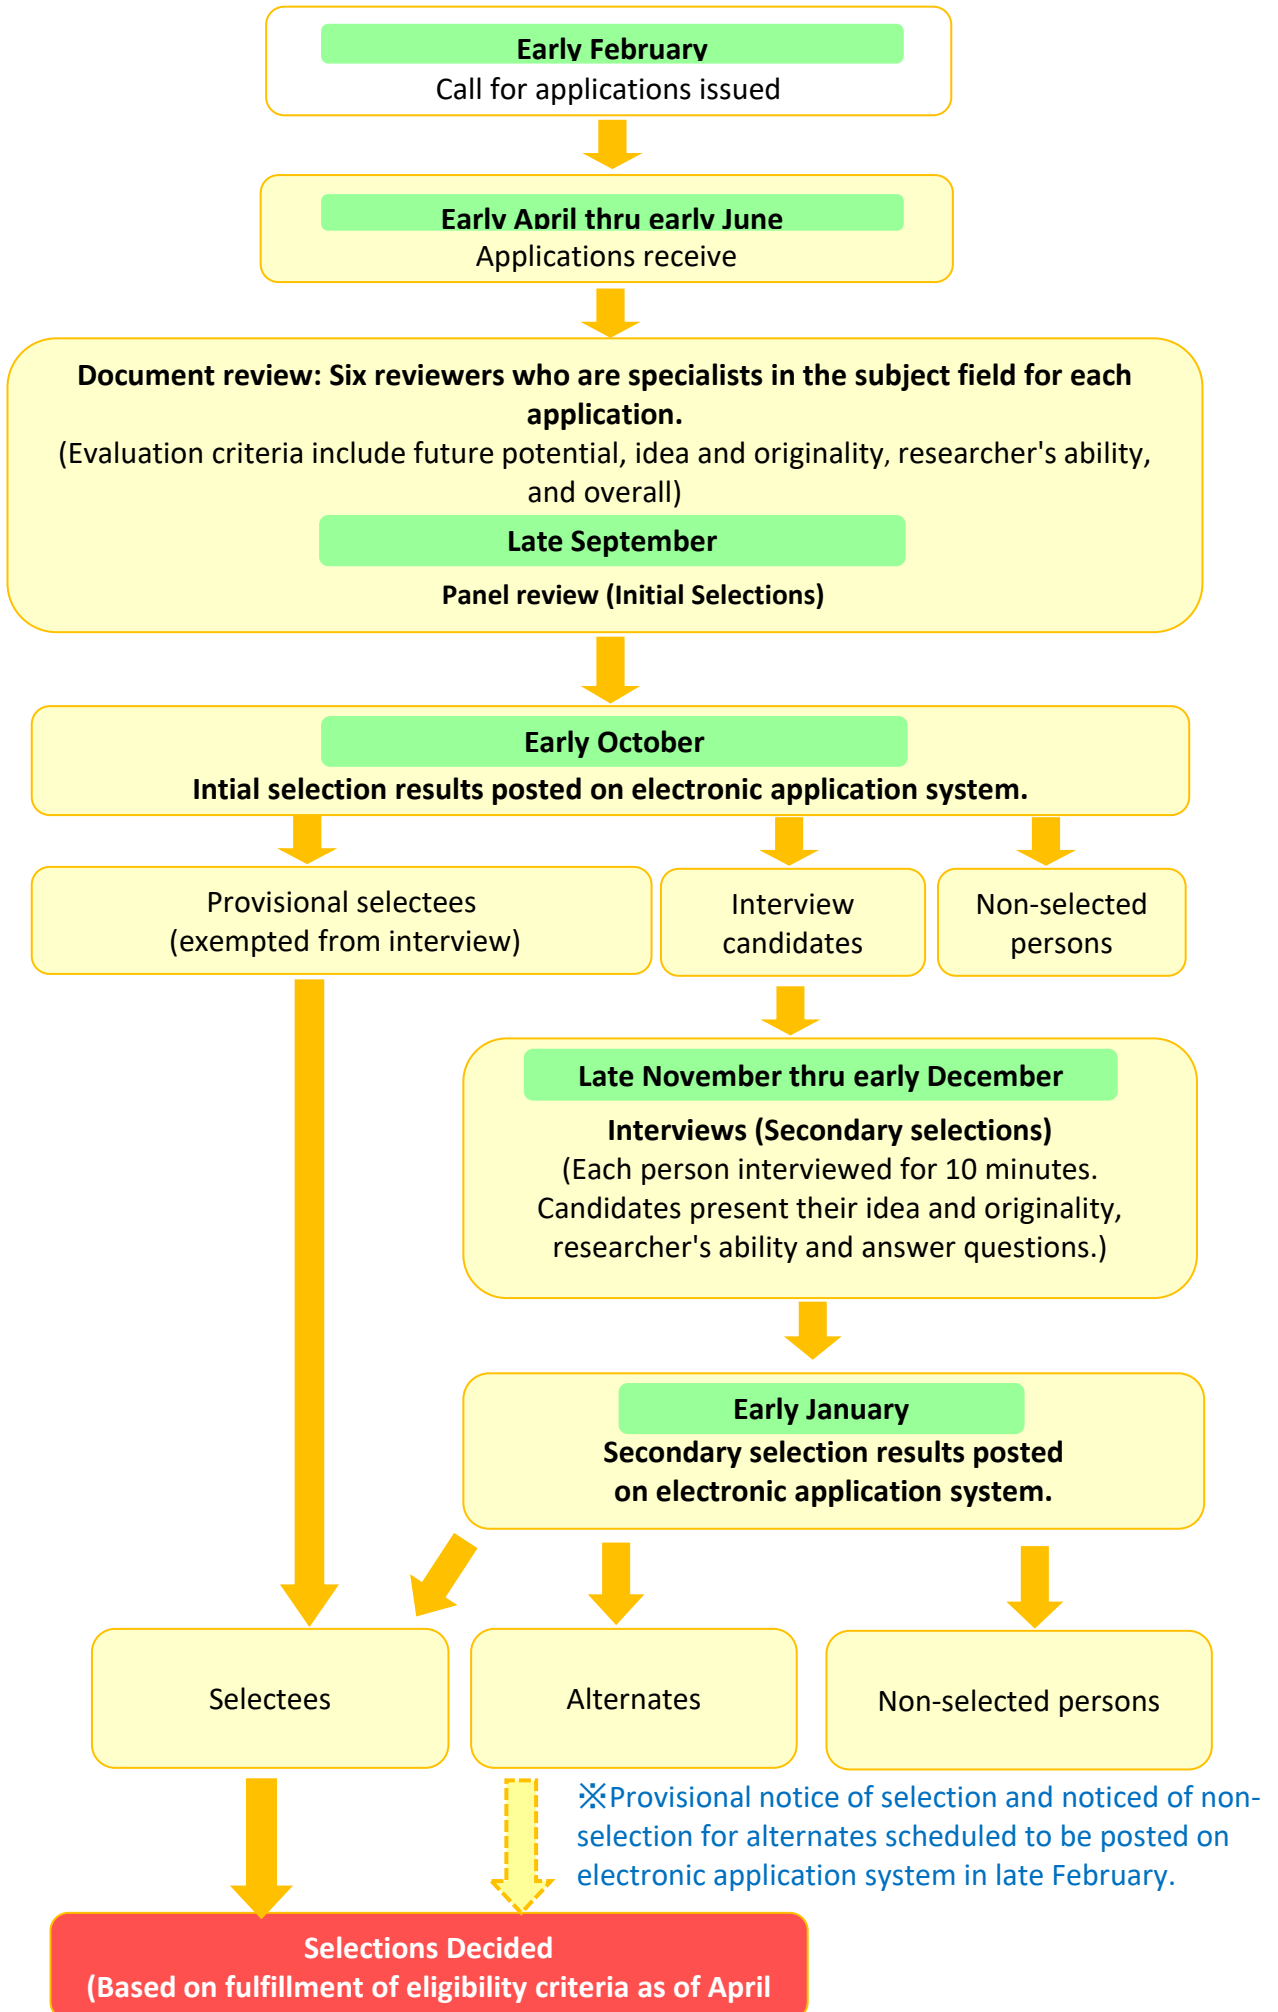 Early February
Call for applications issued
Early April thru early June
Applications receive
Document review: Six reviewers who are specialists in the subject field for each
application.
(Evaluation criteria include future potential, idea and originality, researcher's ability,
and overall)
Late September
Panel review (Initial Selections)
Early October
Intial selection results posted on electronic application system.
Provisional selectees
(exempted from interview)
Interview
candidates
Non-selected
persons
Late November thru early December
Interviews (Secondary selections)
(Each person interviewed for 10 minutes.
Candidates present their idea and originality,
researcher's ability and answer questions.)
Early January
Secondary selection results posted
on electronic application system.
Selectees
Alternates
Non-selected persons
※Provisional notice of selection and noticed of non-
selection for alternates scheduled to be posted on
electronic application system in late February.
Selections Decided
(Based on fulfillment of eligibility criteria as of April